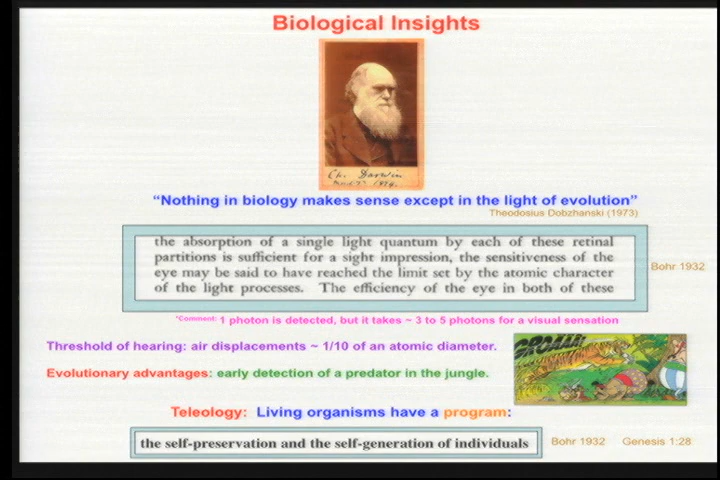 Biological Insights
Ch. Darwin
"Nothing in biology makes sense except in the light of evolution"
Theodosius Dobzhanski (1973)
the absorption of a single light quantum by each of these retinal
partitions is sufficient for a sight impression, the sensitiveness of the
eye may be said to have reached the limit set by the atomic character
of the light processes. The efficiency of the eye in both of these
Bohr 1932
*Comment: 1 photon is detected, but it takes ~ 3 to 5 photons for a visual sensation
Threshold of hearing: air displacements ~ 1/10 of an atomic diameter.
Evolutionary advantages: early detection of a predator in the jungle.
Teleology: Living organisms have a program:
the self-preservation and the self-generation of individuals
Bohr 1932 Genesis 1:28